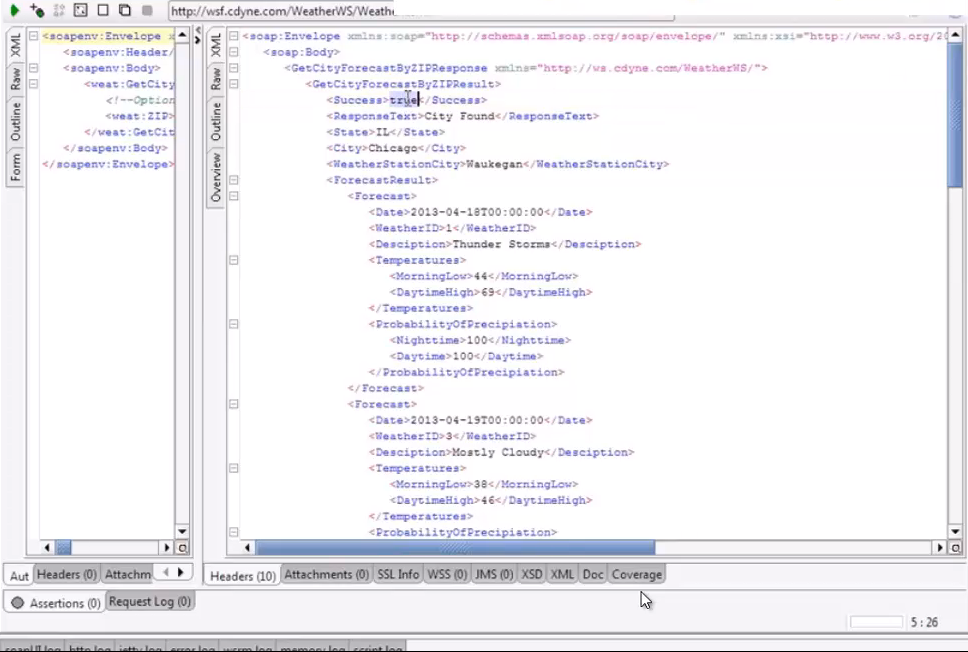 http://wsf.cdyne.com/WeatherWS/Weath
XML
Raw
Outline
Form
<soapenv:Envelope x
<soapenv:Header/
<soapenv:Body>
<weat:GetCity
<!--Option
<weat:ZIP>
</weat:GetCit
</soapenv:Body>
</soapenv:Envelope>
XML
Raw
Outline
Overview
<soap:Envelope xmlns:soap="http://schemas.xmlsoap.org/soap/envelope/" xmlns:xsi="http://www.w3.org/20
<soap:Body>
<GetCityForecastByZIPResponse xmlns="http://ws.cdyne.com/WeatherWS/">
<GetCityForecastByZIPResult>
<Success>true</Success>
<ResponseText>City Found</ResponseText>
<State>IL</State>
<City>Chicago</City>
<WeatherStationCity>Waukegan</WeatherStationCity>
<ForecastResult>
<Forecast>
<Date>2013-04-18T00:00:00</Date>
<WeatherID>1</WeatherID>
<Desciption>Thunder Storms</Desciption>
<Temperatures>
<MorningLow>44</MorningLow>
<DaytimeHigh>69</DaytimeHigh>
</Temperatures>
<ProbabilityOfPrecipiation>
<Nighttime>100</Nighttime>
<Daytime>100</Daytime>
</ProbabilityOfPrecipiation>
</Forecast>
<Forecast>
<Date>2013-04-19T00:00:00</Date>
<WeatherID>3</WeatherID>
<Desciption>Mostly Cloudy</Desciption>
<Temperatures>
<MorningLow>38</MorningLow>
<DaytimeHigh>46</DaytimeHigh>
</Temperatures>
<ProbabilityOfPrecipiation>
Aut Headers (0) Attachm
Headers (10) Attachments (0) SSL Info WSS (0) JMS (0) XSD XML Doc Coverage
Assertions (0) Request Log (0)
5 : 26
soapUI log http log jetty log error log wsrm log memory log script log